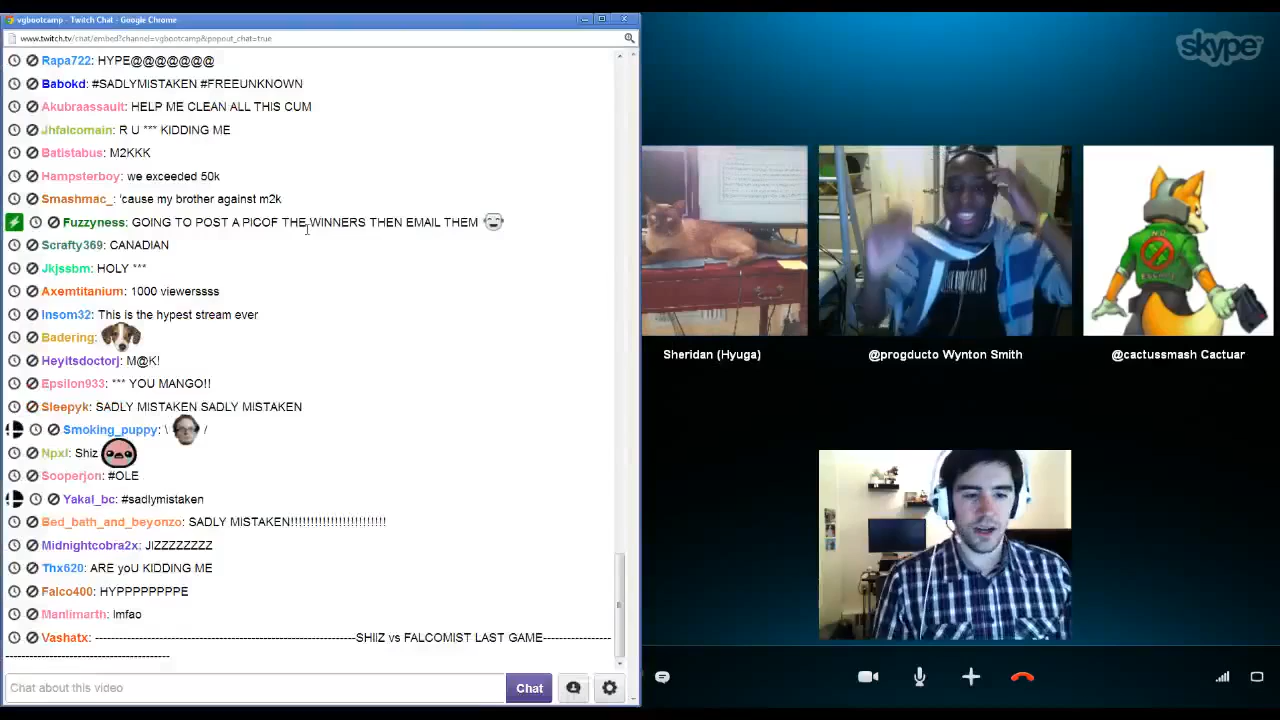 vgbootcamp - Twitch Chat - Google Chrome
www.twitch.tv/chat/embed?channel=vgbootcamp&popout_chat=true
Rapa722: HYPE@@@@@@@
Babokd: #SADLYMISTAKEN #FREEUNKNOWN
Akubraassault: HELP ME CLEAN ALL THIS CUM
Jhfalcomain: R U *** KIDDING ME
Batistabus: M2KKK
Hampsterboy: we exceeded 50k
Smashmac_: 'cause my brother against m2k
Fuzzyness: GOING TO POST A PICOF THE WINNERS THEN EMAIL THEM
Scrafty369: CANADIAN
Jkjssbm: HOLY ***
Axemtitanium: 1000 viewerssss
Insom32: This is the hypest stream ever
Badering:
Heyitsdoctorj: M@K!
Epsilon933: *** YOU MANGO!!
Sleepyk: SADLY MISTAKEN SADLY MISTAKEN
Smoking_puppy: \ /
Npxl: Shiz
Sooperjon: #OLE
Yakal_bc: #sadlymistaken
Bed_bath_and_beyonzo: SADLY MISTAKEN!!!!!!!!!!!!!!!!!!!!!!!!
Midnightcobra2x: JIZZZZZZZZ
Thx620: ARE yoU KIDDING ME
Falco400: HYPPPPPPPPE
Manlimarth: lmfao
Vashatx: -----------------------------------------------------------------SHIIZ vs FALCOMIST LAST GAME-----------------
-----------------------------------------
Chat about this video
Chat
skype
NO
Sheridan (Hyuga)
@progducto Wynton Smith
@cactussmash Cactuar